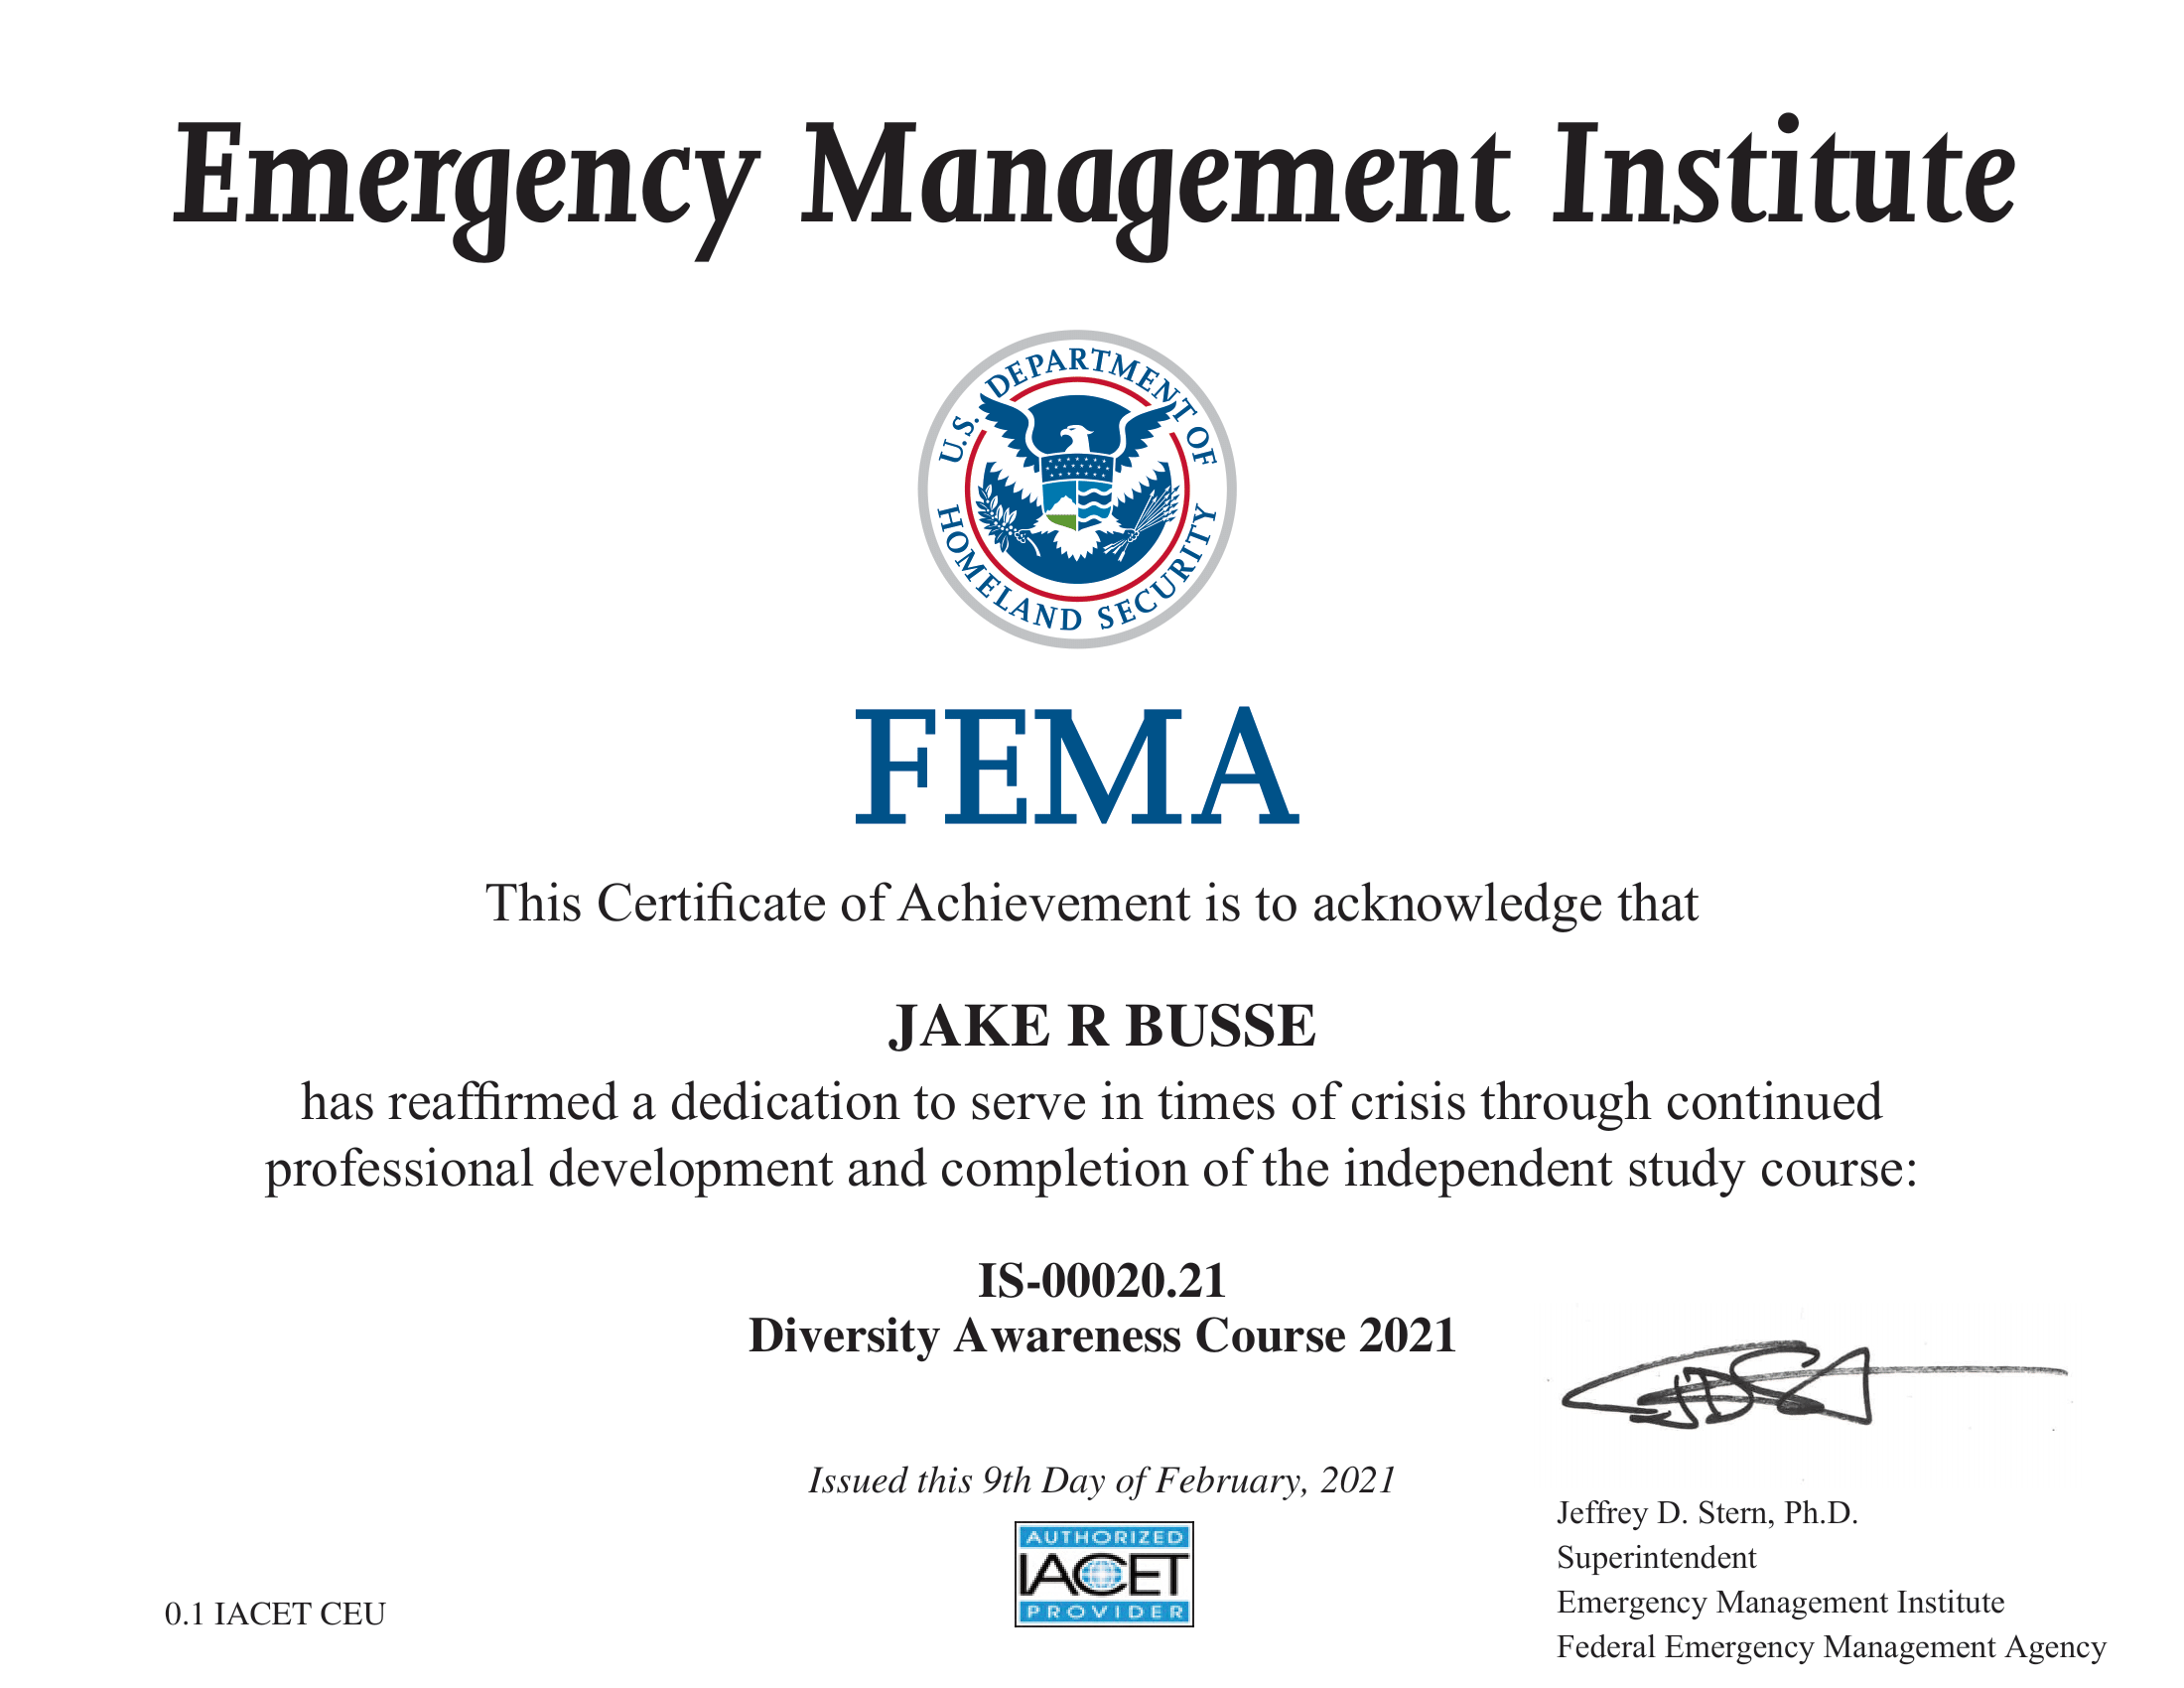 Emergency Management Institute
U.S. DEPARTMENT OF
HOMELAND SECURITY
FEMA
This Certificate of Achievement is to acknowledge that
JAKE R BUSSE
has reaffirmed a dedication to serve in times of crisis through continued
professional development and completion of the independent study course:
IS-00020.21
Diversity Awareness Course 2021
Issued this 9th Day of February, 2021
AUTHORIZED
IACET
PROVIDER
0.1 IACET CEU
Jeffrey D. Stern, Ph.D.
Superintendent
Emergency Management Institute
Federal Emergency Management Agency